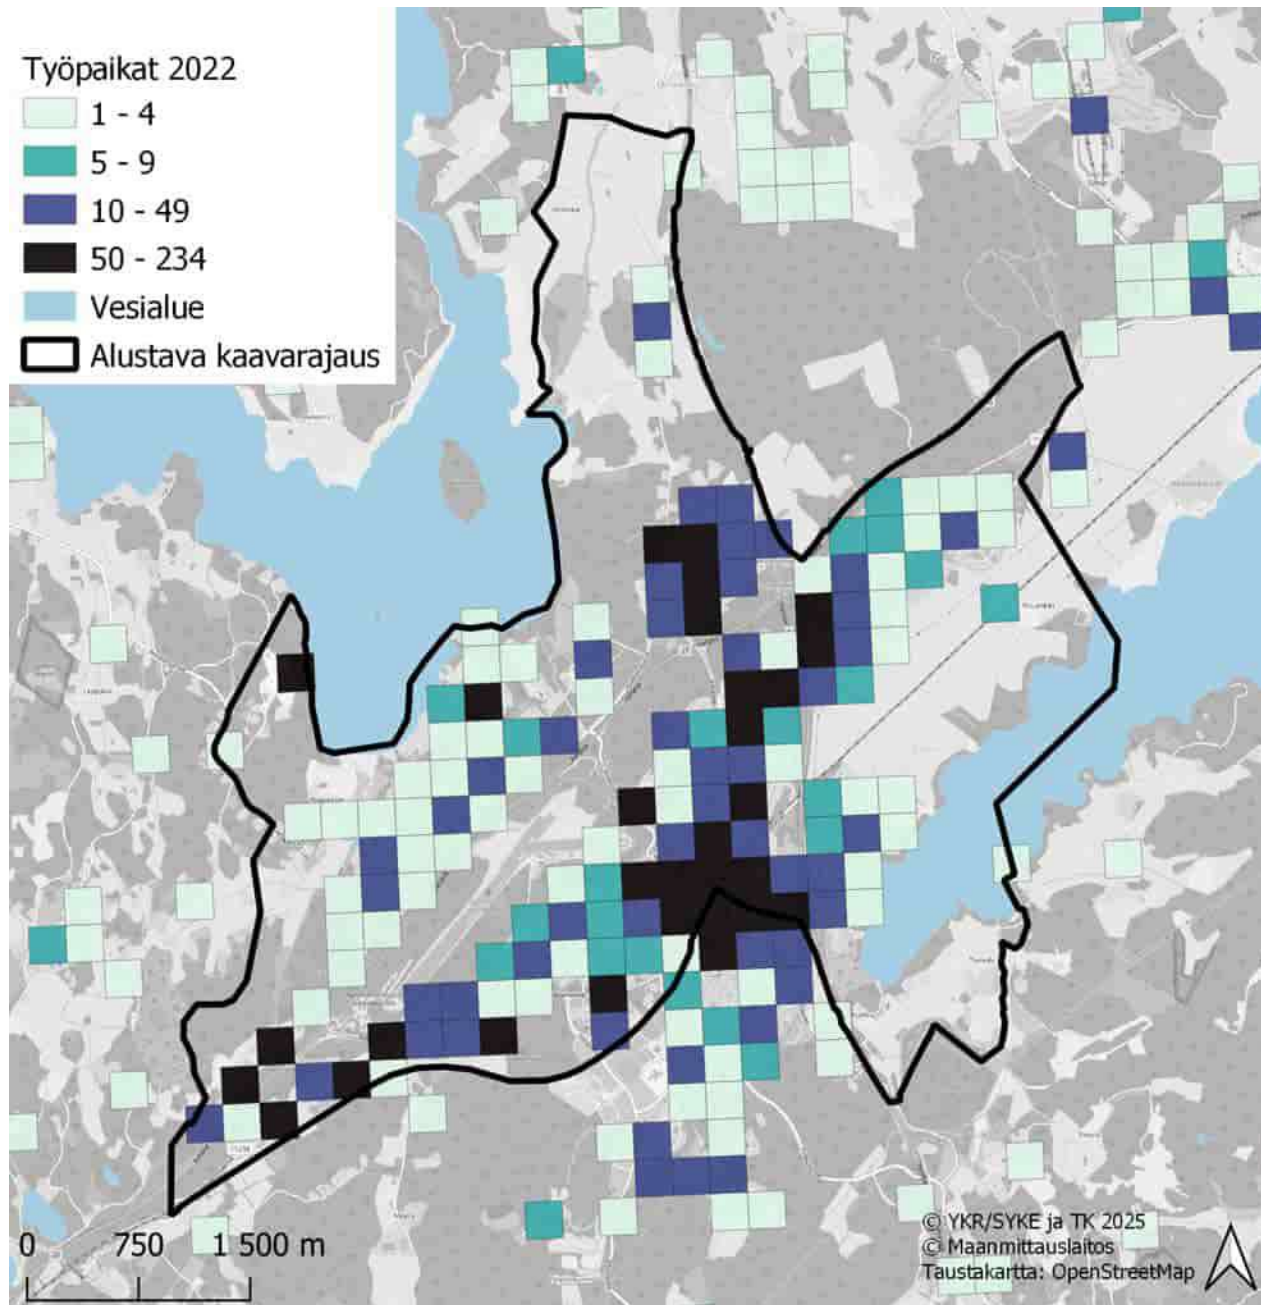 Työpaikat 2022
1 - 4
5 - 9
10 - 49
50 - 234
Vesialue
Alustava kaavarajaus
0 750 1 500 m
© YKR/SYKE ja TK 2025
© Maanmittauslaitos
Taustakartta: OpenStreetMap